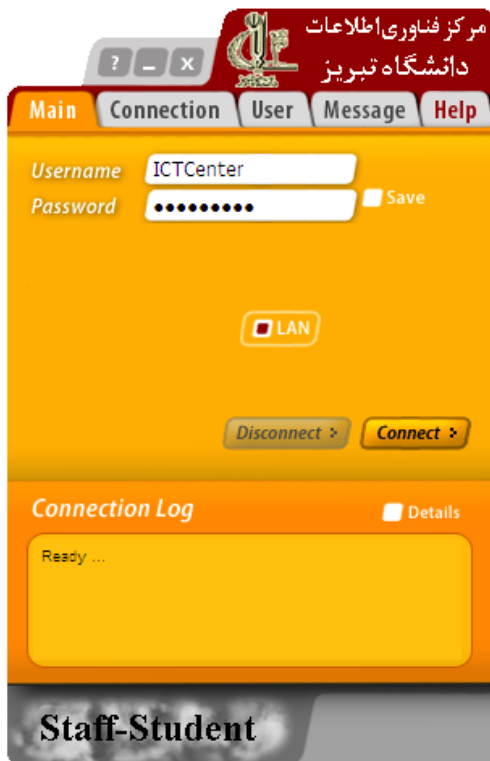 مرکز فناوری اطلاعات
دانشگاه تبریز
? _ X
Main Connection User Message Help
Username ICTCenter
Password •••••••••
Save
LAN
Disconnect Connect
Connection Log Details
Ready ...
Staff-Student